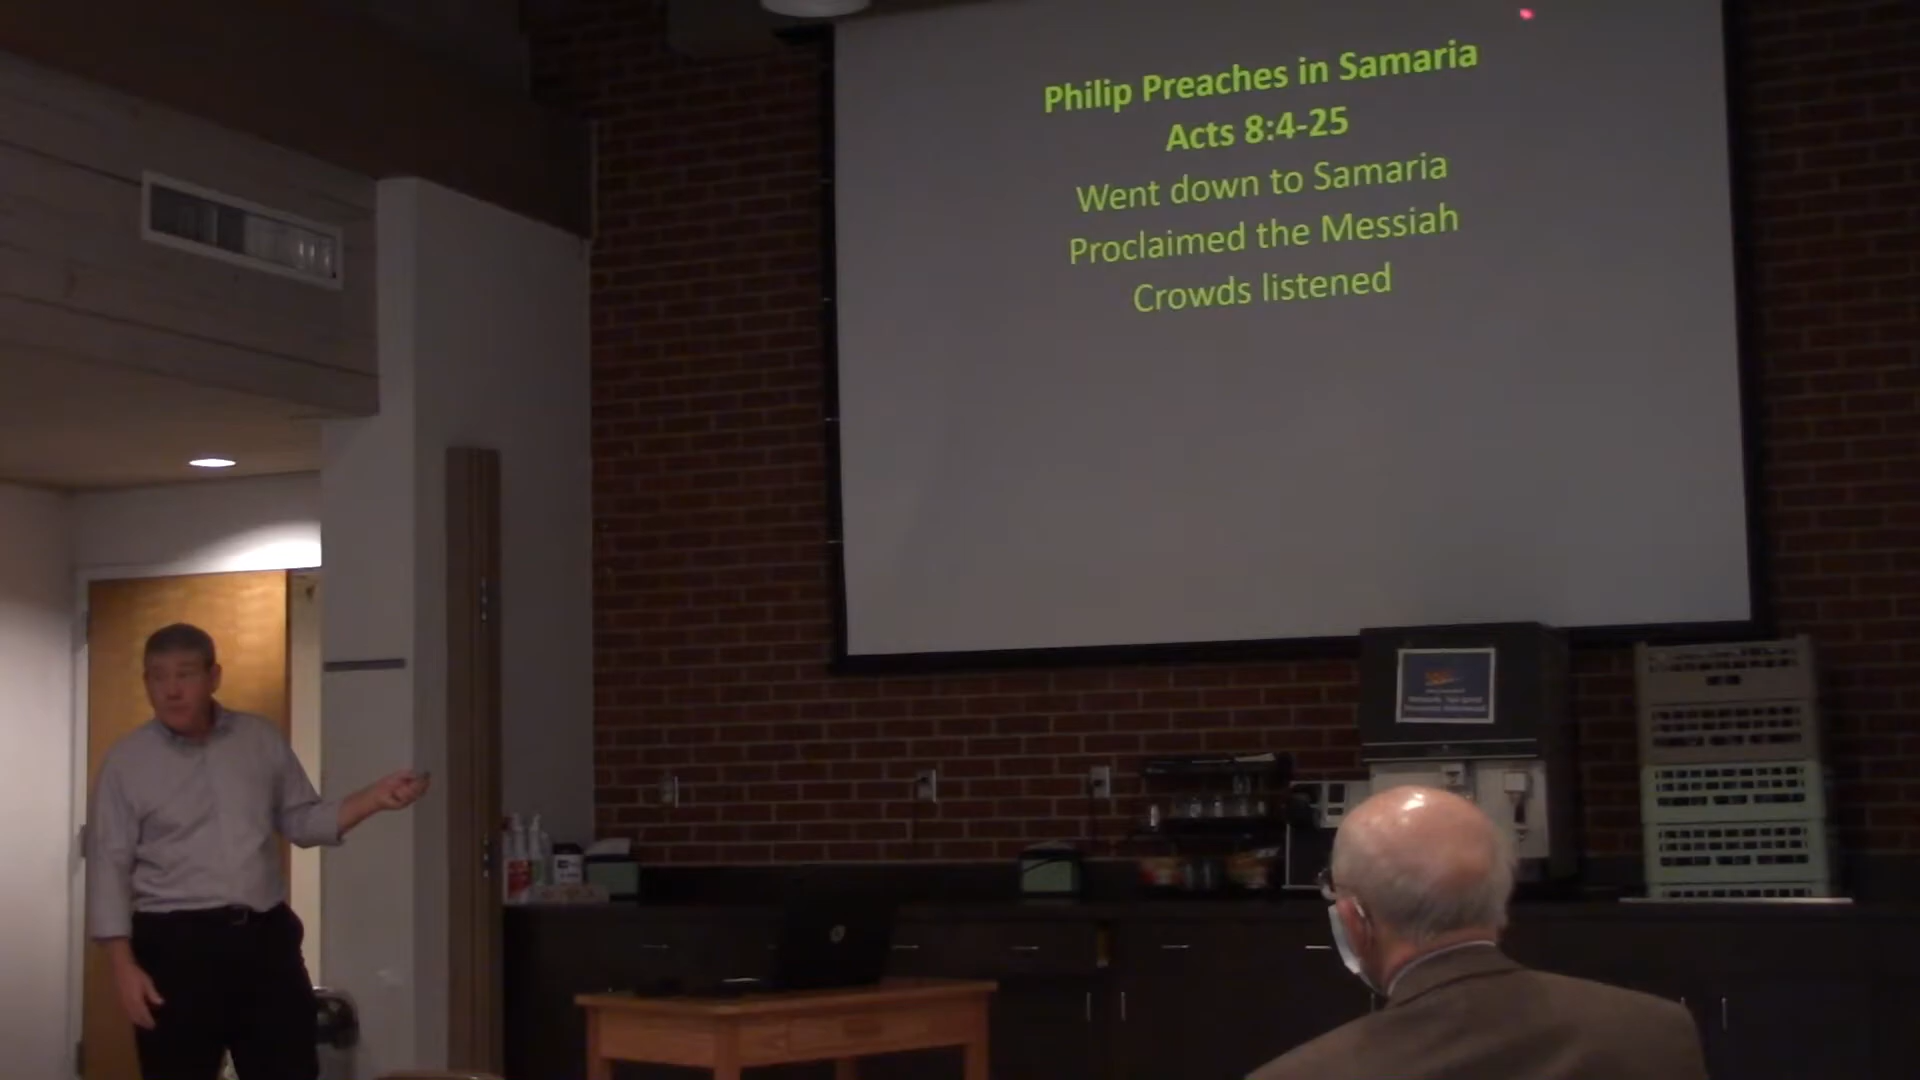 Philip Preaches in Samaria
Acts 8:4-25
Went down to Samaria
Proclaimed the Messiah
Crowds listened